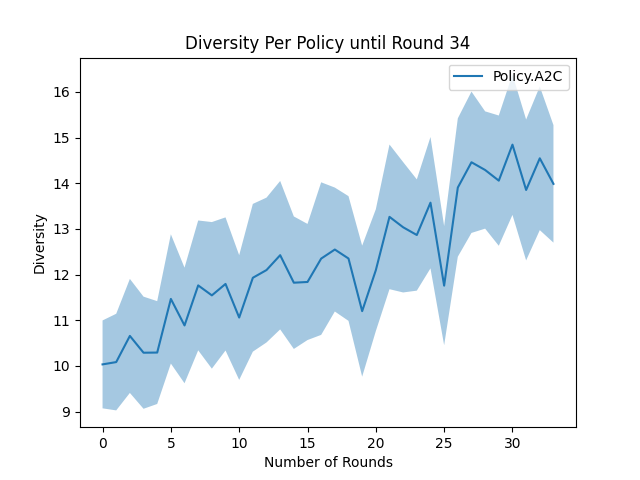 Diversity Per Policy until Round 34
Policy.A2C
Diversity
16
15
14
13
12
11
10
9
0 5 10 15 20 25 30
Number of Rounds